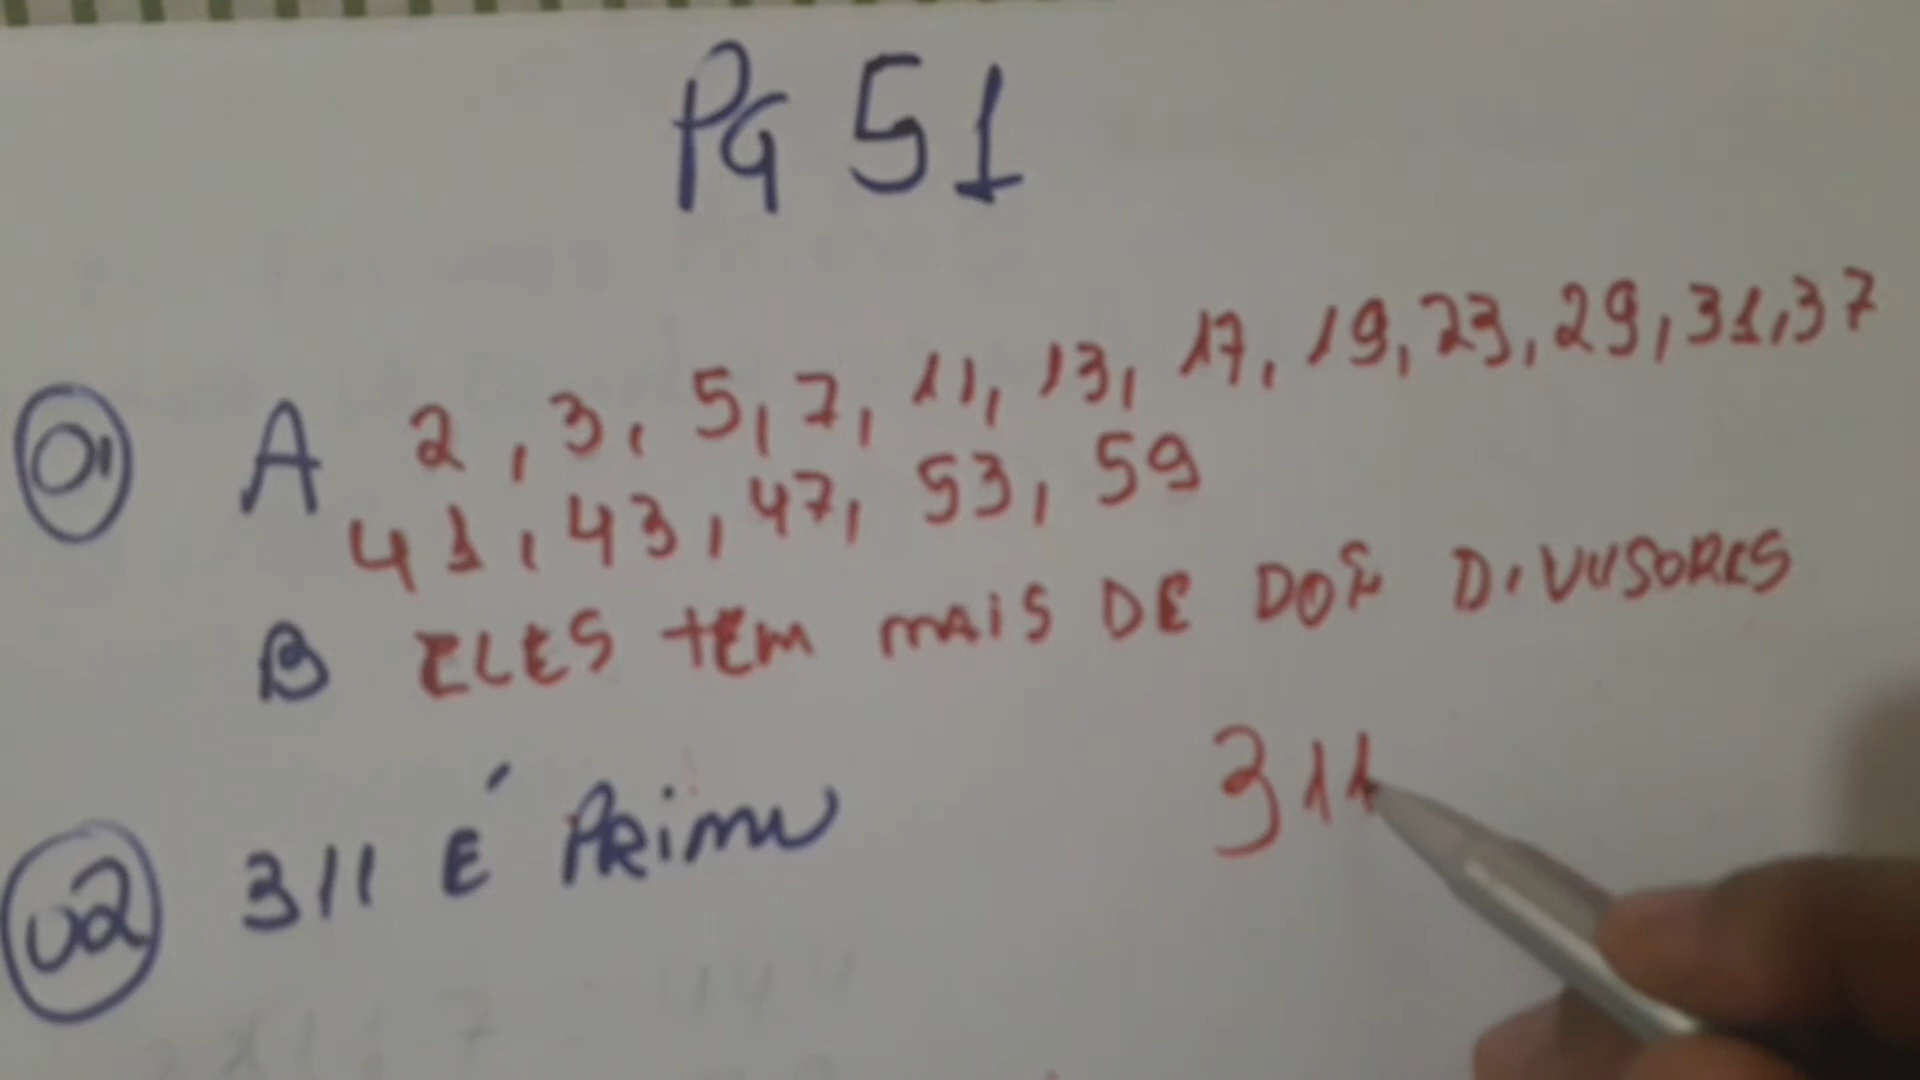 PG 51
01 A 2, 3, 5, 7, 11, 13, 17, 19, 23, 29, 31, 37
41, 43, 47, 53, 59
B ELES TEM MAIS DE DOIS DIVISORES
311
02 311 É PRIMO